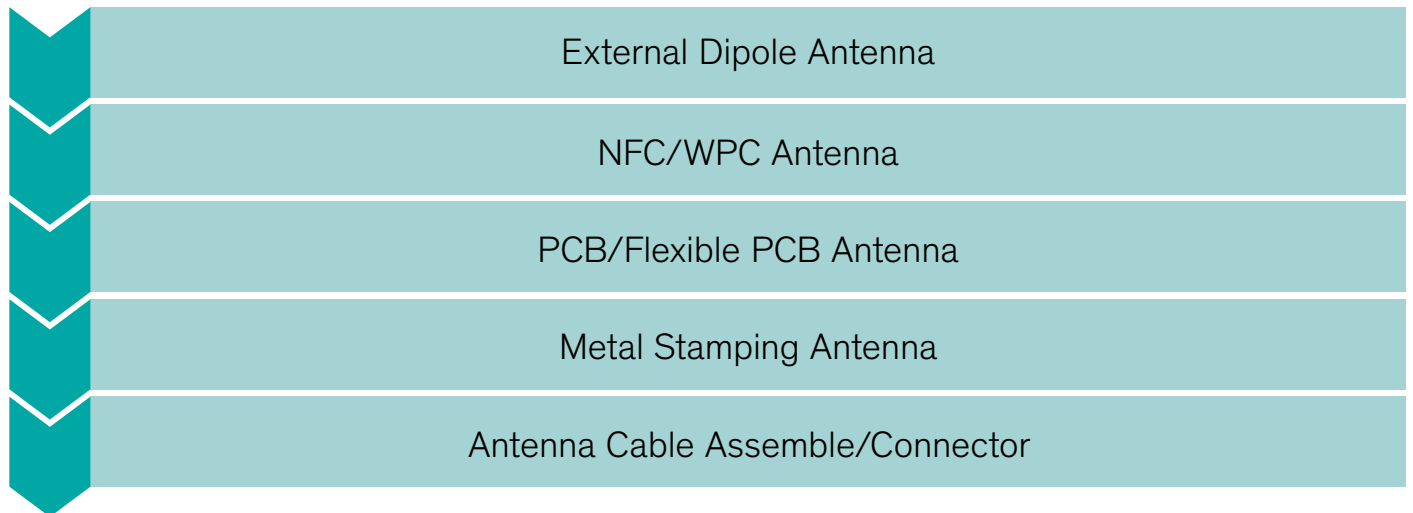 External Dipole Antenna
NFC/WPC Antenna
PCB/Flexible PCB Antenna
Metal Stamping Antenna
Antenna Cable Assemble/Connector